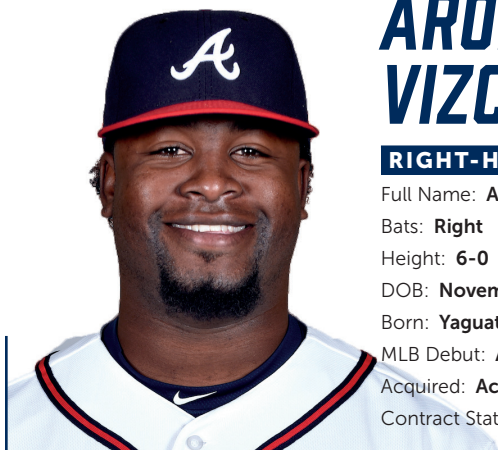 A
ARO
VIZC
RIGHT-H
Full Name: A
Bats: Right
Height: 6-0
DOB: Novem
Born: Yaguat
MLB Debut: A
Acquired: Ac
Contract Stat